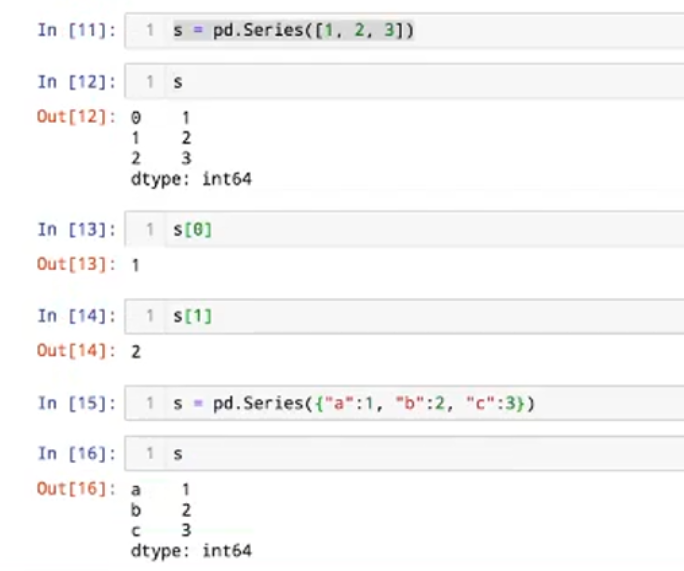 In [11]: 1 s = pd.Series([1, 2, 3])
In [12]: 1 s
Out[12]: 0 1
1 2
2 3
dtype: int64
In [13]: 1 s[0]
Out[13]: 1
In [14]: 1 s[1]
Out[14]: 2
In [15]: 1 s = pd.Series({"a":1, "b":2, "c":3})
In [16]: 1 s
Out[16]: a 1
b 2
c 3
dtype: int64